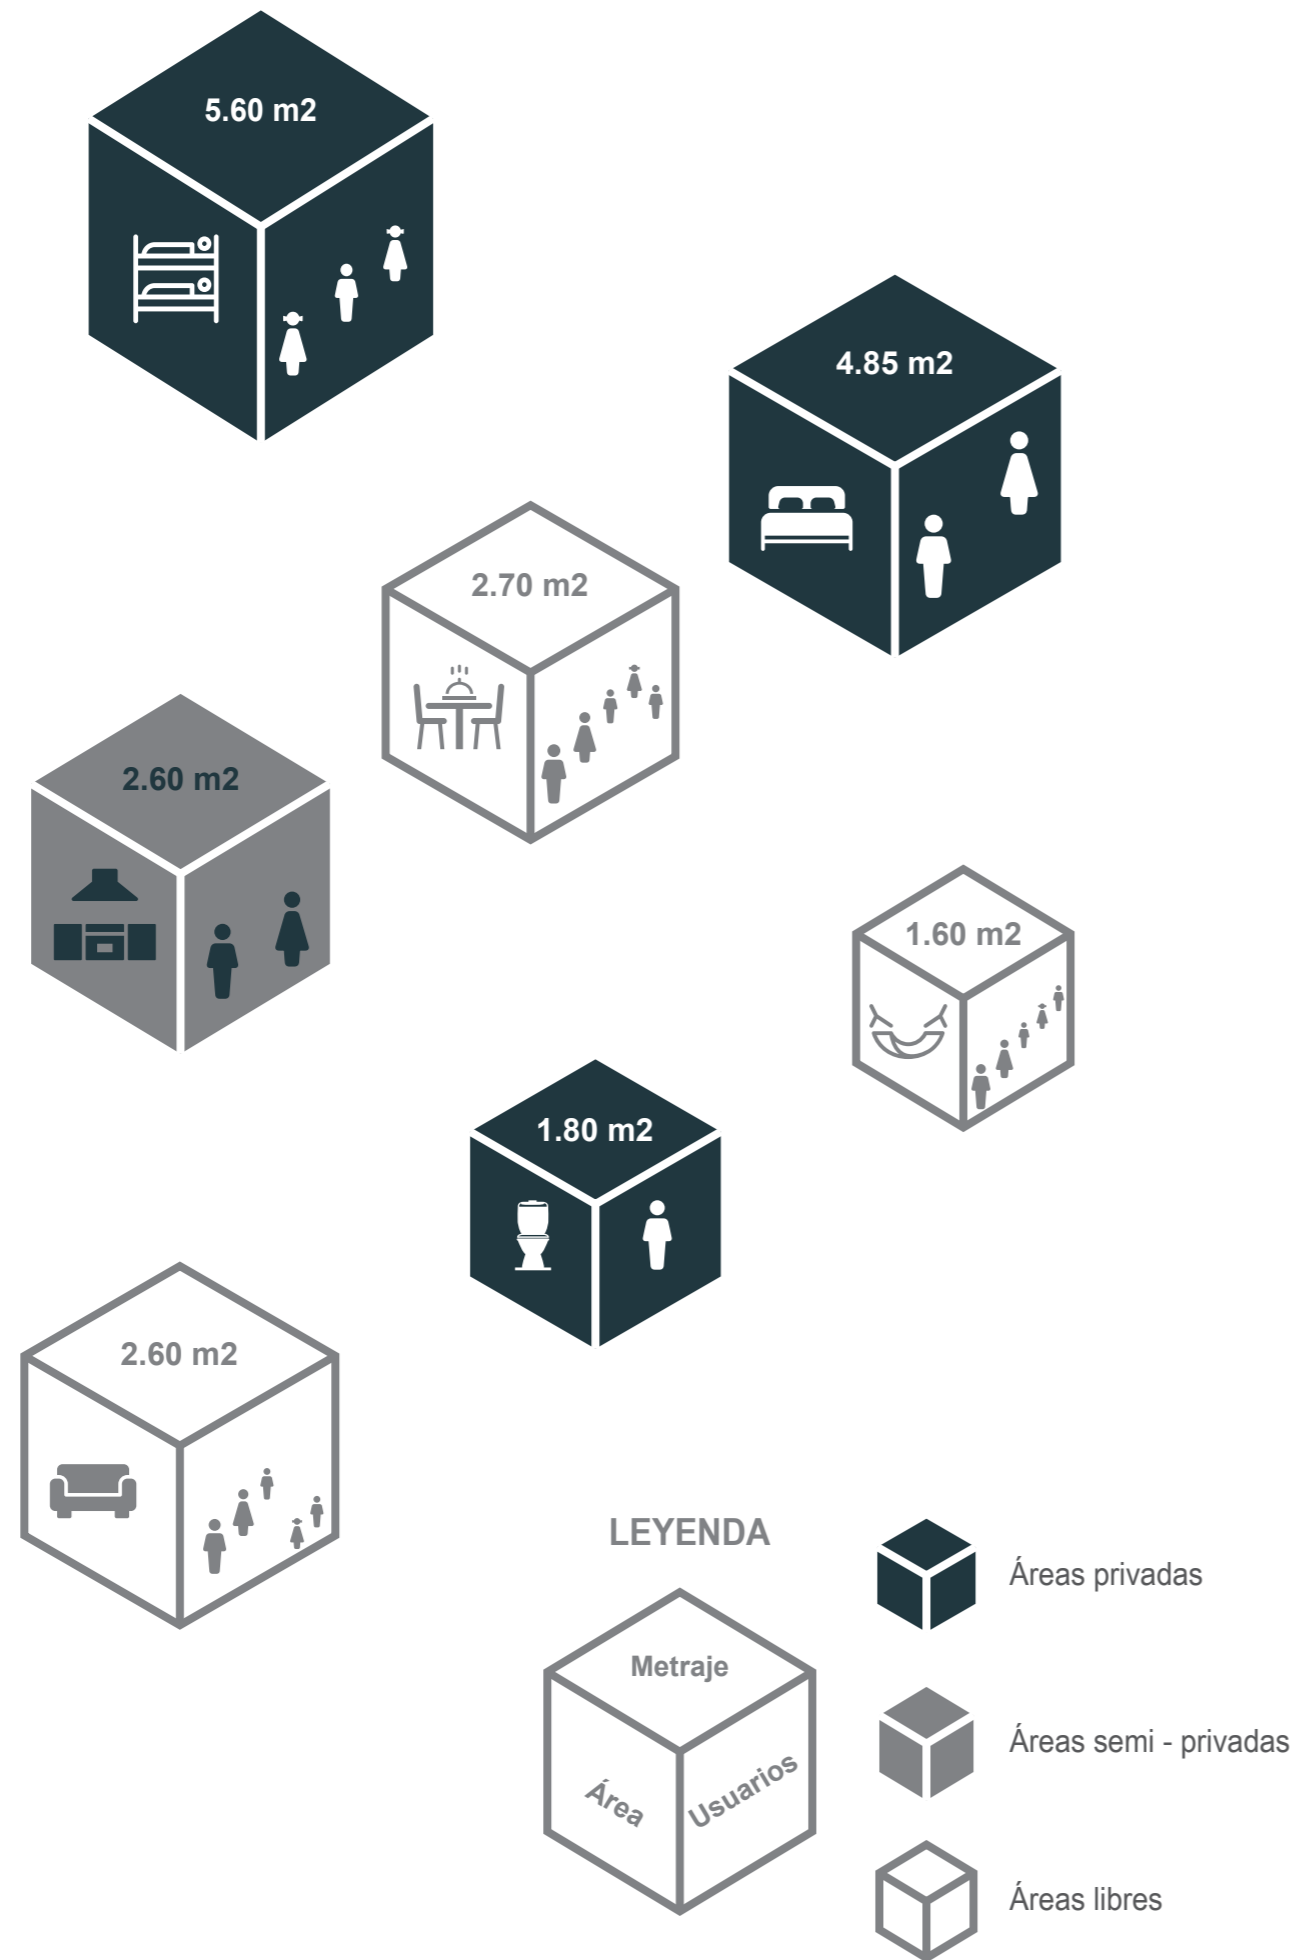 5.60 m2
4.85 m2
2.70 m2
2.60 m2
1.60 m2
1.80 m2
2.60 m2
LEYENDA
Metraje
Área
Usuarios
Áreas privadas
Áreas semi - privadas
Áreas libres